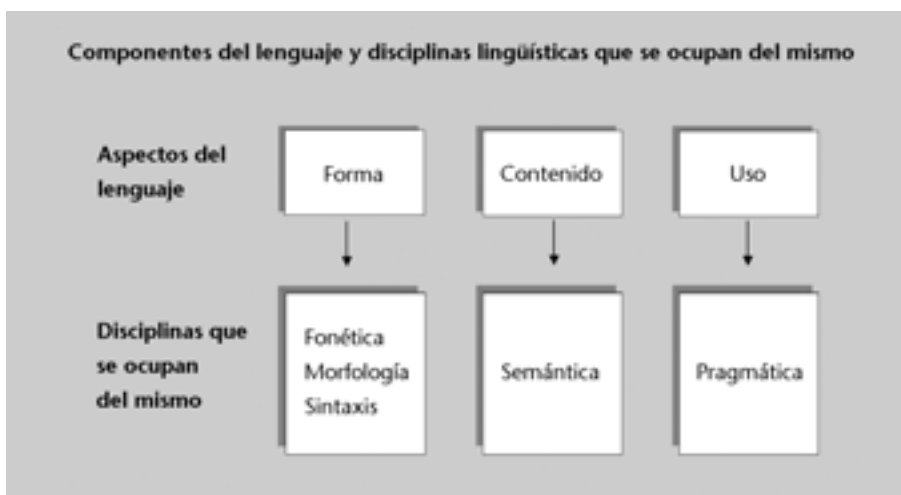 Componentes del lenguaje y disciplinas lingüísticas que se ocupan del mismo
Aspectos del
lenguaje
Forma
Contenido
Uso
Disciplinas que
se ocupan
del mismo
Fonética
Morfología
Sintaxis
Semántica
Pragmática